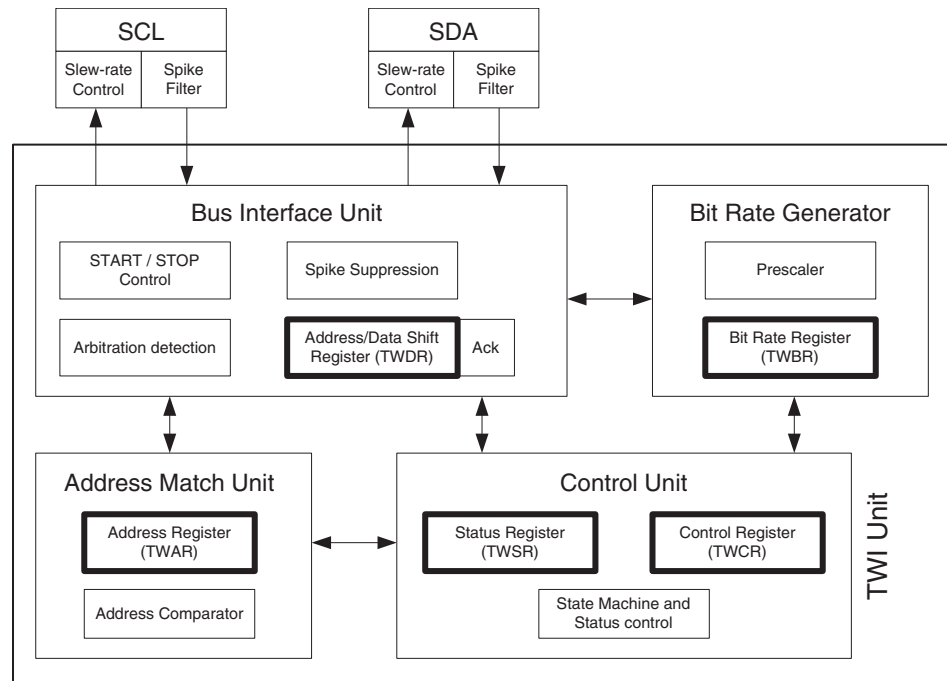 SCL
Slew-rate
Control
Spike
Filter
SDA
Slew-rate
Control
Spike
Filter
Bus Interface Unit
START / STOP
Control
Spike Suppression
Arbitration detection
Address/Data Shift
Register (TWDR)
Ack
Bit Rate Generator
Prescaler
Bit Rate Register
(TWBR)
Address Match Unit
Address Register
(TWAR)
Address Comparator
Control Unit
Status Register
(TWSR)
Control Register
(TWCR)
State Machine and
Status control
TWI Unit